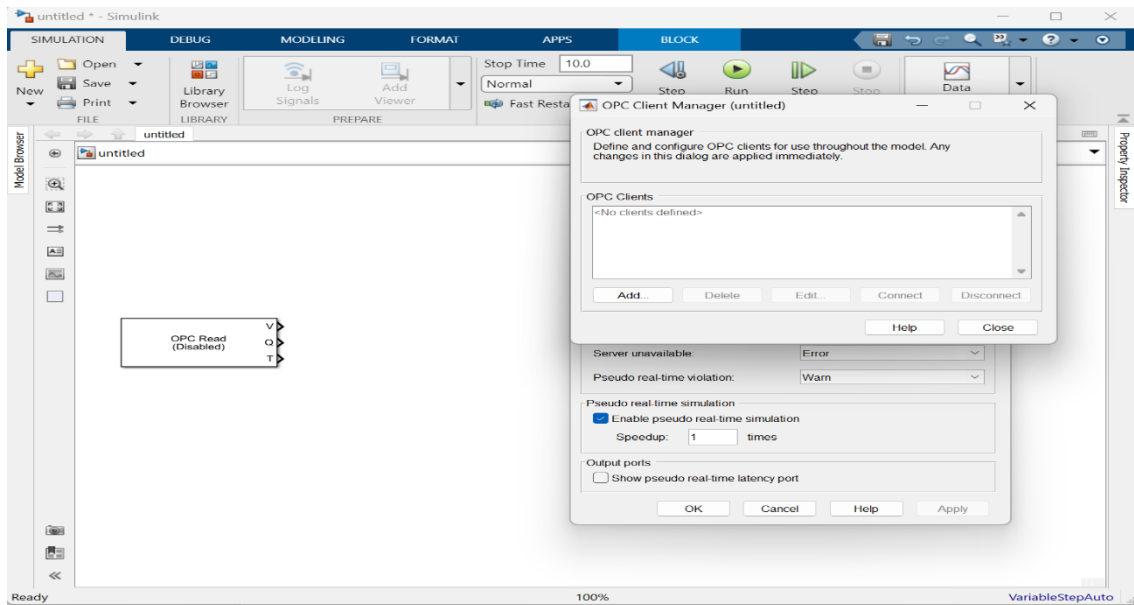 untitled * - Simulink
SIMULATION DEBUG MODELING FORMAT APPS BLOCK
New
Open
Save
Print
FILE
Library
Browser
LIBRARY
Log
Signals
Add
Viewer
PREPARE
Stop Time 10.0
Normal
Fast Resta
Step
Run
Step
Stop
Data
Model Browser
untitled
untitled
Property Inspector
OPC Read
(Disabled)
V
Q
T
OPC Client Manager (untitled)
OPC client manager
Define and configure OPC clients for use throughout the model. Any
changes in this dialog are applied immediately.
OPC Clients
<No clients defined>
Add... Delete Edit... Connect Disconnect
Help Close
Server unavailable: Error
Pseudo real-time violation: Warn
Pseudo real-time simulation
Enable pseudo real-time simulation
Speedup: 1 times
Output ports
Show pseudo real-time latency port
OK Cancel Help Apply
Ready 100% VariableStepAuto